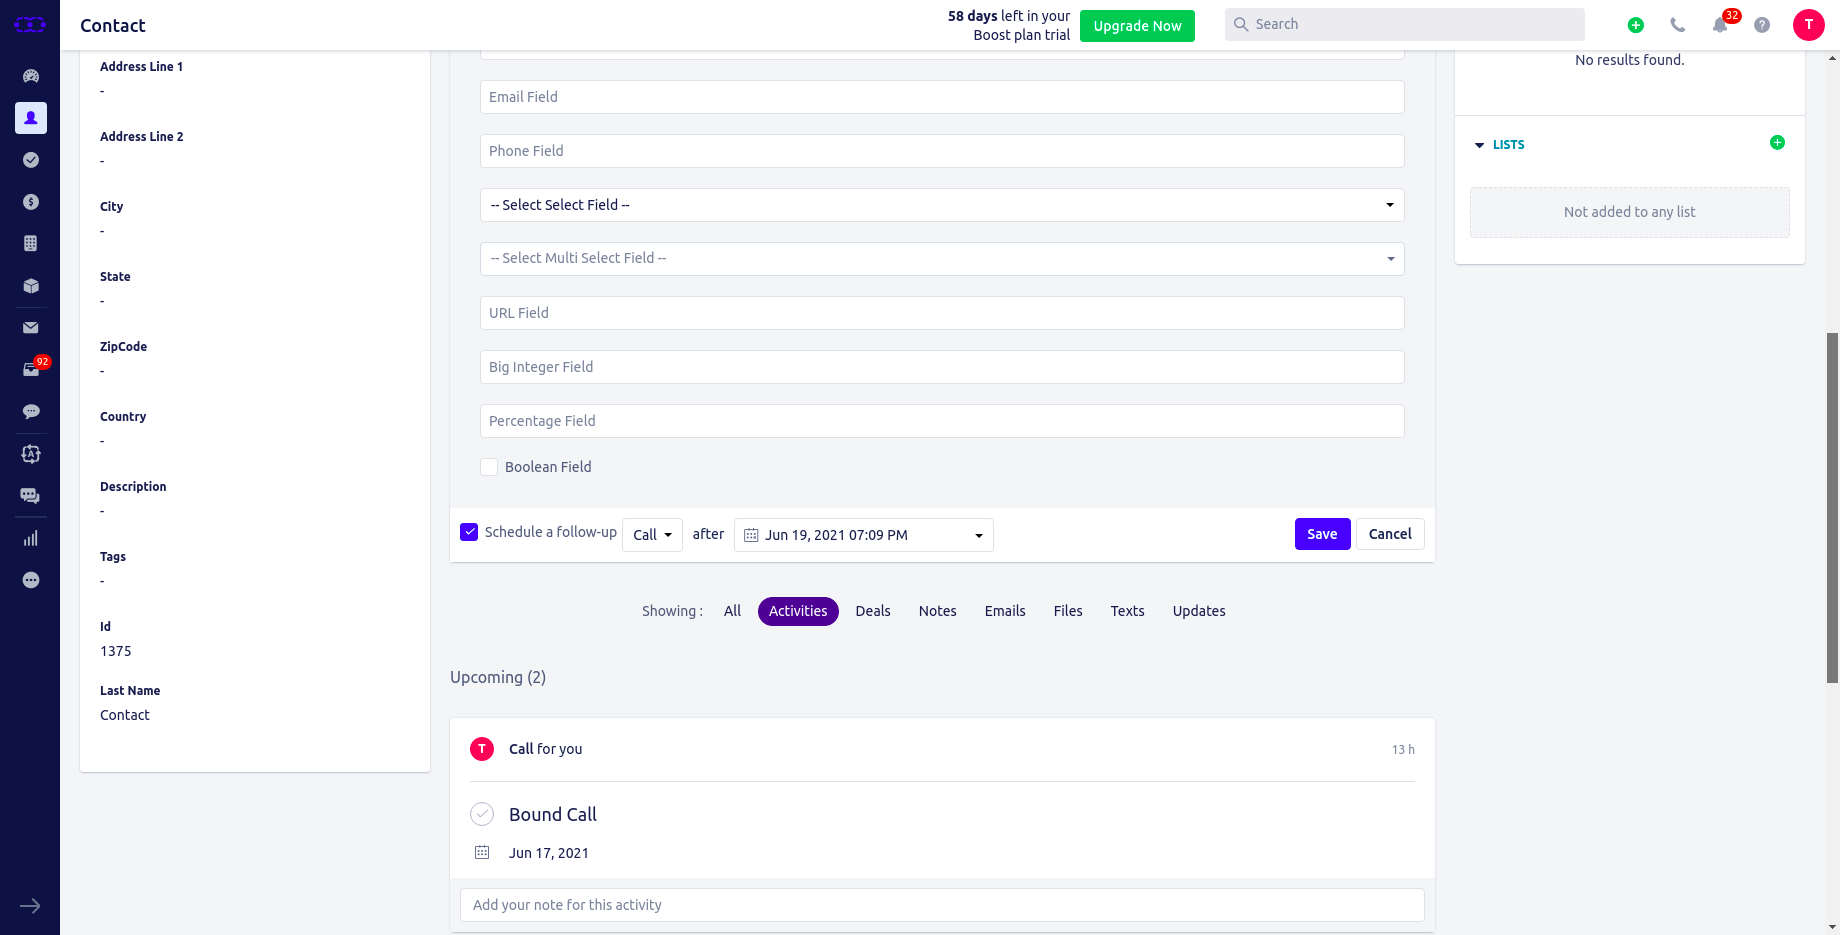 Contact
58 days left in your
Boost plan trial
Upgrade Now
Search
32
T
92
Address Line 1
-
Address Line 2
-
City
-
State
-
ZipCode
-
Country
-
Description
-
Tags
-
Id
1375
Last Name
Contact
Email Field
Phone Field
-- Select Select Field --
-- Select Multi Select Field --
URL Field
Big Integer Field
Percentage Field
Boolean Field
Schedule a follow-up
Call
after
Jun 19, 2021 07:09 PM
Save
Cancel
Showing : All Activities Deals Notes Emails Files Texts Updates
Upcoming (2)
T
Call for you
13 h
Bound Call
Jun 17, 2021
Add your note for this activity
No results found.
LISTS
Not added to any list